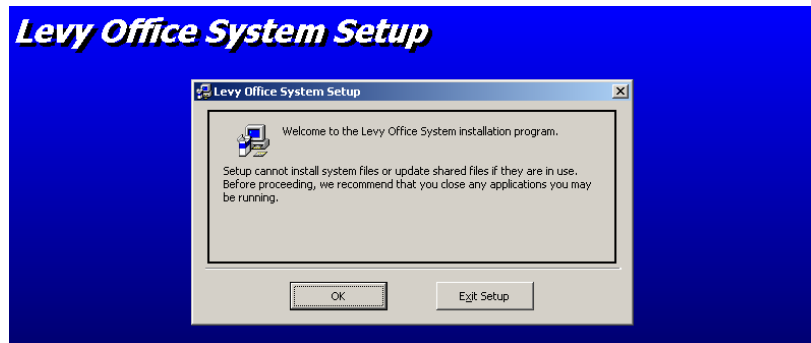 Levy Office System Setup
Levy Office System Setup
Welcome to the Levy Office System installation program.
Setup cannot install system files or update shared files if they are in use.
Before proceeding, we recommend that you close any applications you may
be running.
OK
Exit Setup